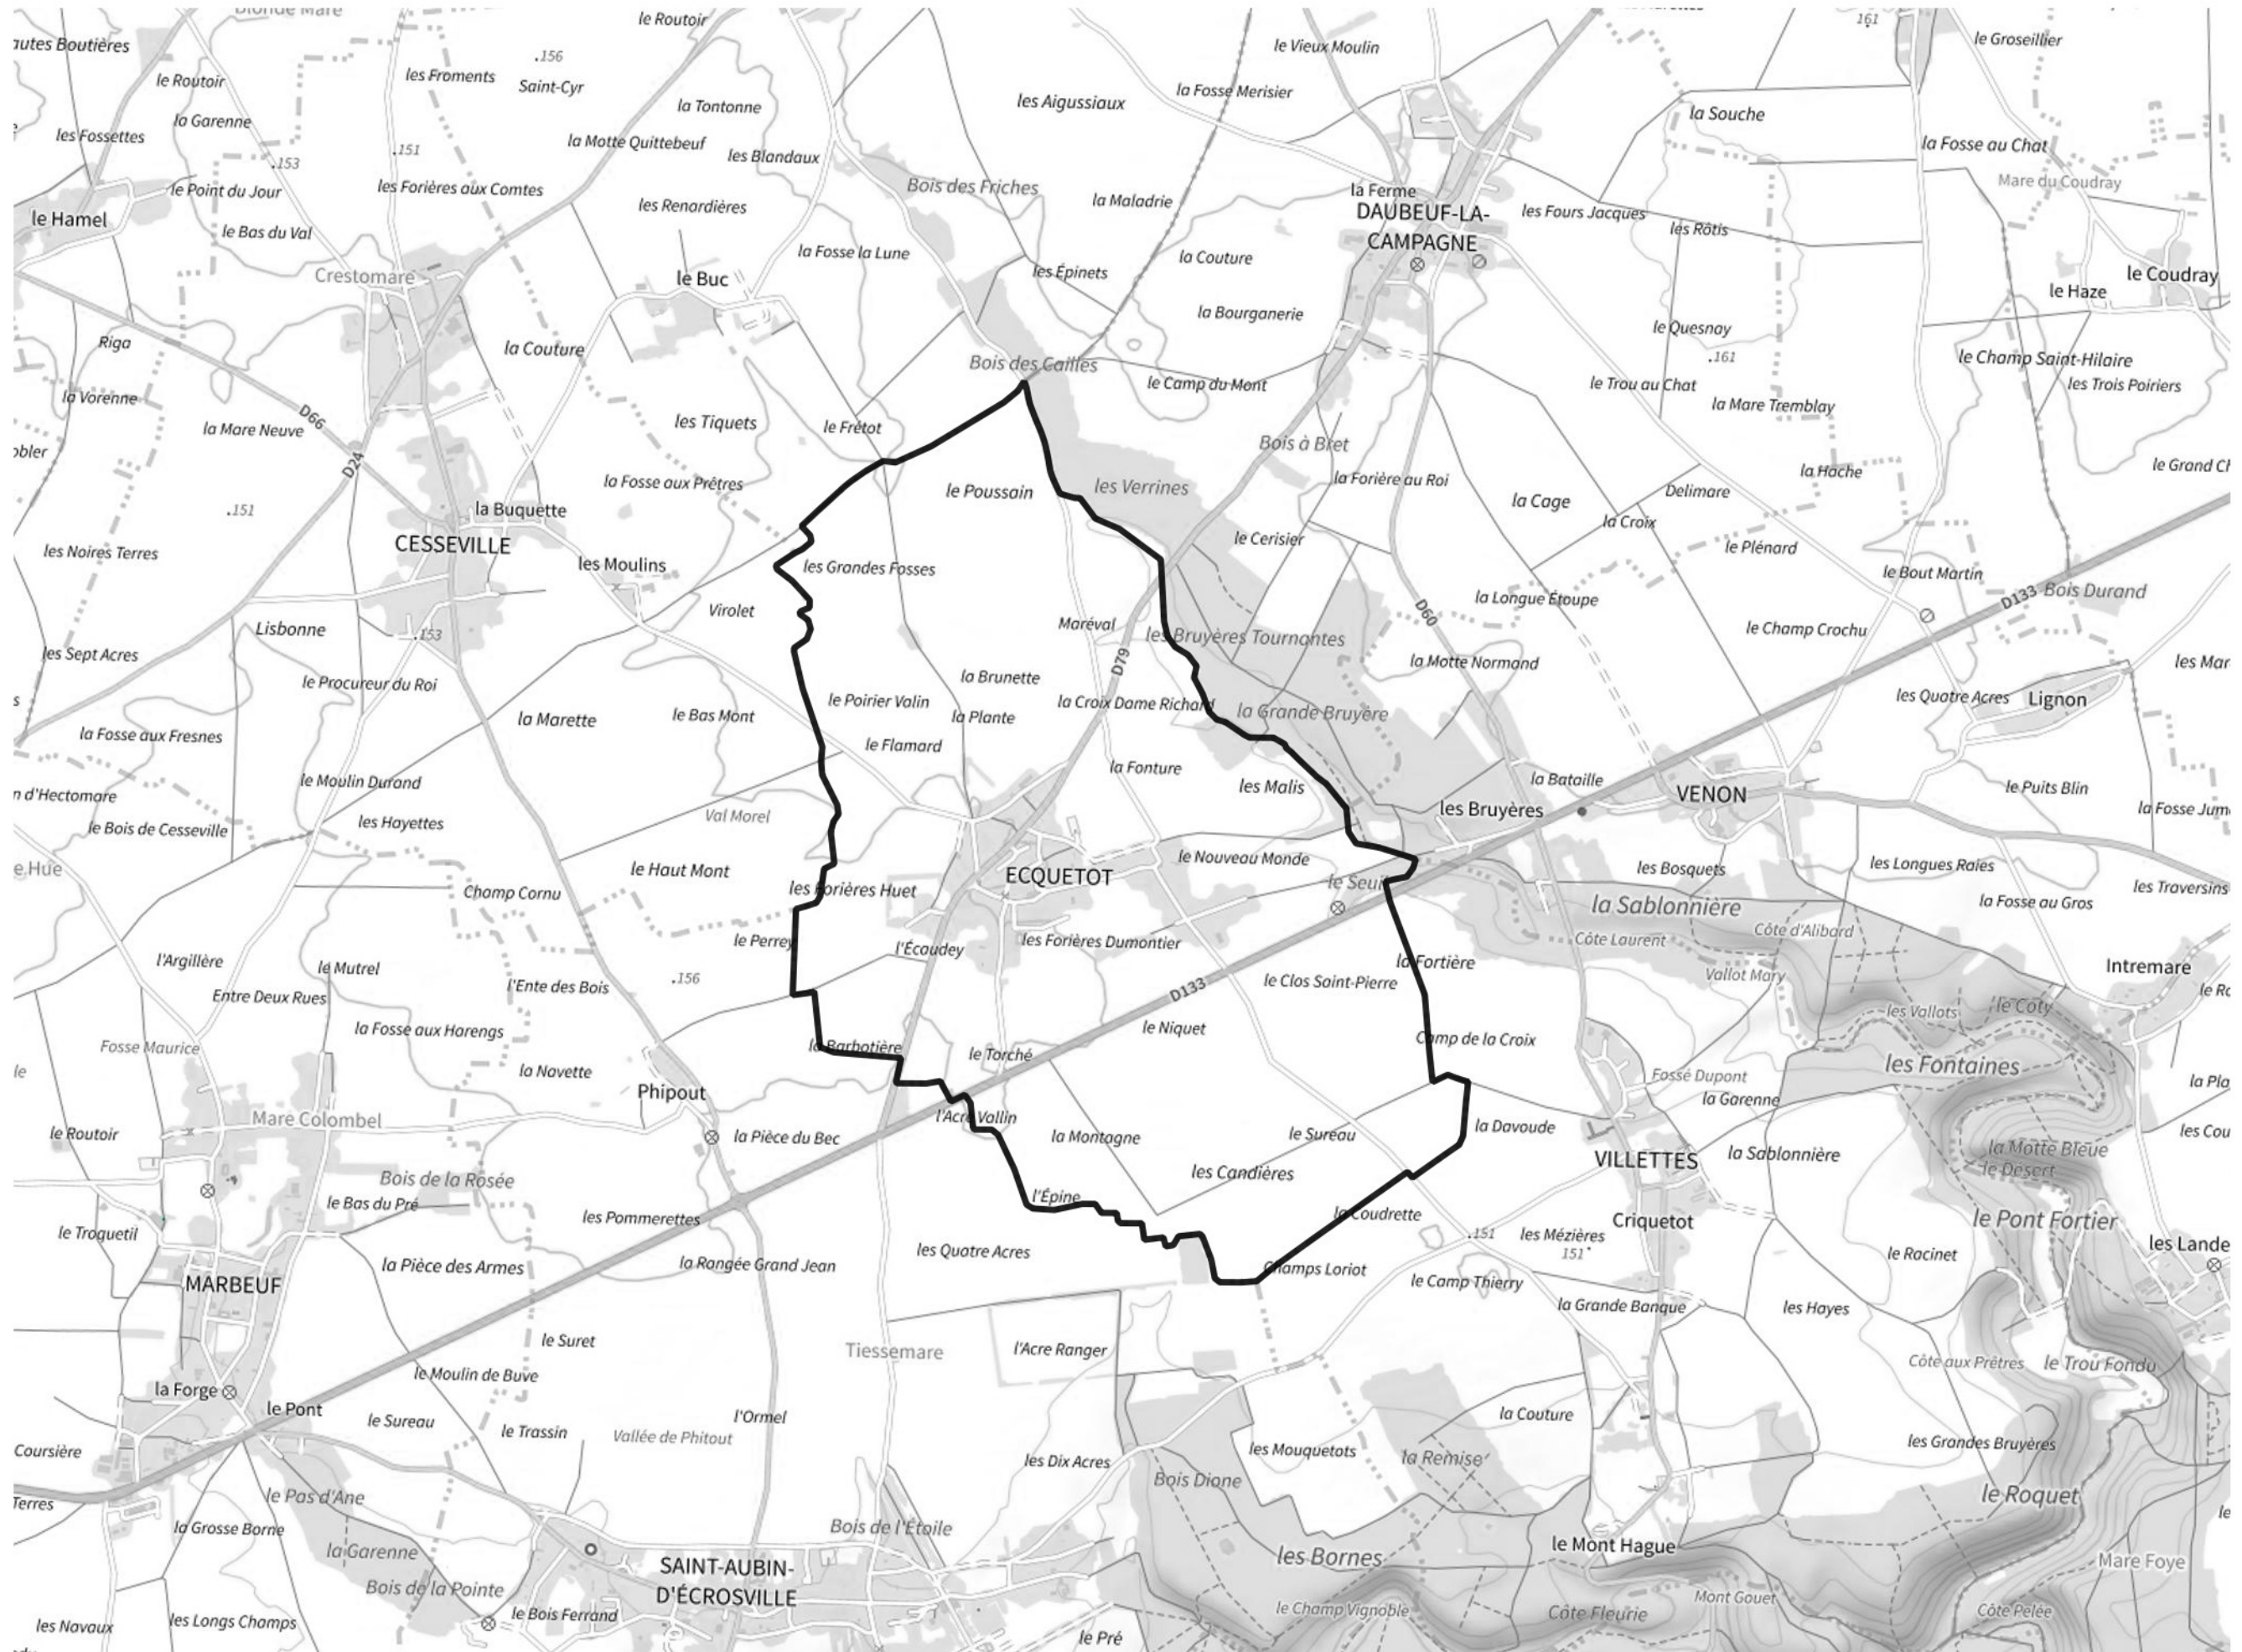 le Routoir
autes Boutières
.156
le Vieux Moulin
161
le Groseillier
le Routoir
les Froments
Saint-Cyr
la Tontonne
les Aigussiaux
la Fosse Merisier
la Souche
la Garenne
les Fossettes
.153
.151
la Motte Quittebeuf
les Blandaux
la Fosse au Chat
le Point du Jour
les Forières aux Comtes
Bois des Friches
la Ferme
Mare du Coudray
le Hamel
le Bas du Val
les Renardières
la Maladrie
DAUBEUF-LA-
CAMPAGNE
les Fours Jacques
les Rôtis
la Fosse la Lune
la Couture
Crestomare
le Buc
les Épinets
le Coudray
le Haze
la Bourganerie
Riga
la Couture
le Quesnay
.161
le Champ Saint-Hilaire
Bois des Cailles
la Vorenne
le Camp du Mont
le Trou au Chat
les Trois Poiriers
D66
la Mare Neuve
les Tiquets
le Frétot
la Mare Tremblay
D24
Bois à Bret
la Fosse aux Prêtres
le Poussain
les Verrines
la Forière au Roi
la Hache
.151
la Buquette
la Cage
Delimare
la Croix
CESSEVILLE
les Noires Terres
les Moulins
les Grandes Fosses
le Cerisier
le Plénard
le Bout Martin
D133
Bois Durand
Virolet
la Longue Étoupe
D60
Lisbonne
.153
Maréval
les Bruyères Tournantes
le Champ Crochu
les Sept Acres
D79
la Motte Normand
le Procureur du Roi
la Brunette
les Quatre Acres
Lignon
le Poirier Valin
la Croix Dame Richard
la Marette
le Bas Mont
la Plante
la Grande Bruyère
la Fosse aux Fresnes
le Flamard
le Moulin Durand
la Fonture
les Malis
la Bataille
VENON
le Puits Blin
n d'Hectomare
le Bois de Cesseville
les Hayettes
Val Morel
les Bruyères
e Hue
le Haut Mont
le Nouveau Monde
les Bosquets
les Longues Raies
Champ Cornu
les Forières Huet
ECQUETOT
le Seuil
les Traversins
la Sablonnière
la Fosse au Gros
le Perrey
l'Écaudey
les Forières Dumontier
Côte Laurent
Côte d'Alibard
l'Argillère
le Mutrel
.156
la Fortière
Vallot Mary
Intremare
Entre Deux Rues
l'Ente des Bois
le Clos Saint-Pierre
D133
la Fosse aux Harengs
le Niquet
les Vallots
le Coty
Fosse Maurice
la Barbotière
le Torché
Camp de la Croix
la Navette
les Fontaines
Phipout
Fossé Dupont
la Garenne
Mare Colombel
l'Acre Vallin
le Routoir
la Pièce du Bec
la Montagne
le Sureau
la Davoude
la Motte Bleue
le Désert
VILLETTES
la Sablonnière
Bois de la Rosée
les Candières
le Bas du Pré
l'Épine
les Pommerettes
la Coudrette
Criquetot
le Pont Fortier
le Troguetil
.151
les Mézières
151
les Quatre Acres
le Racinet
la Pièce des Armes
la Rangée Grand Jean
Champs Loriot
le Camp Thierry
MARBEUF
la Grande Banque
les Hayes
le Suret
Tiessemare
l'Acre Ranger
le Moulin de Buve
Côte aux Prêtres
le Trou Fondu
la Forge
le Pont
le Sureau
le Trassin
l'Ormel
Vallée de Phitout
la Couture
les Grandes Bruyères
Coursière
les Dix Acres
les Mouquetots
la Remise
Bois Dione
Terres
le Pas d'Ane
le Roquet
la Grosse Borne
Bois de l'Étoile
la Garenne
les Bornes
le Mont Hague
Mare Foye
SAINT-AUBIN-
D'ÉCROSVILLE
Bois de la Pointe
le Bois Ferrand
le Champ Vignoble
Côte Fleurie
Mont Gouet
Côte Pelée
les Navaux
les Longs Champs
le Pré